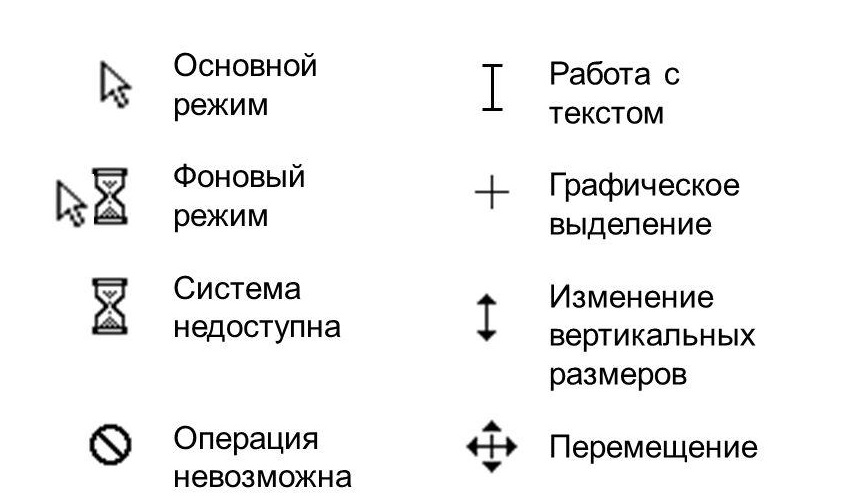 Основной
режим
Фоновый
режим
Система
недоступна
Операция
невозможна
Работа с
текстом
Графическое
выделение
Изменение
вертикальных
размеров
Перемещение